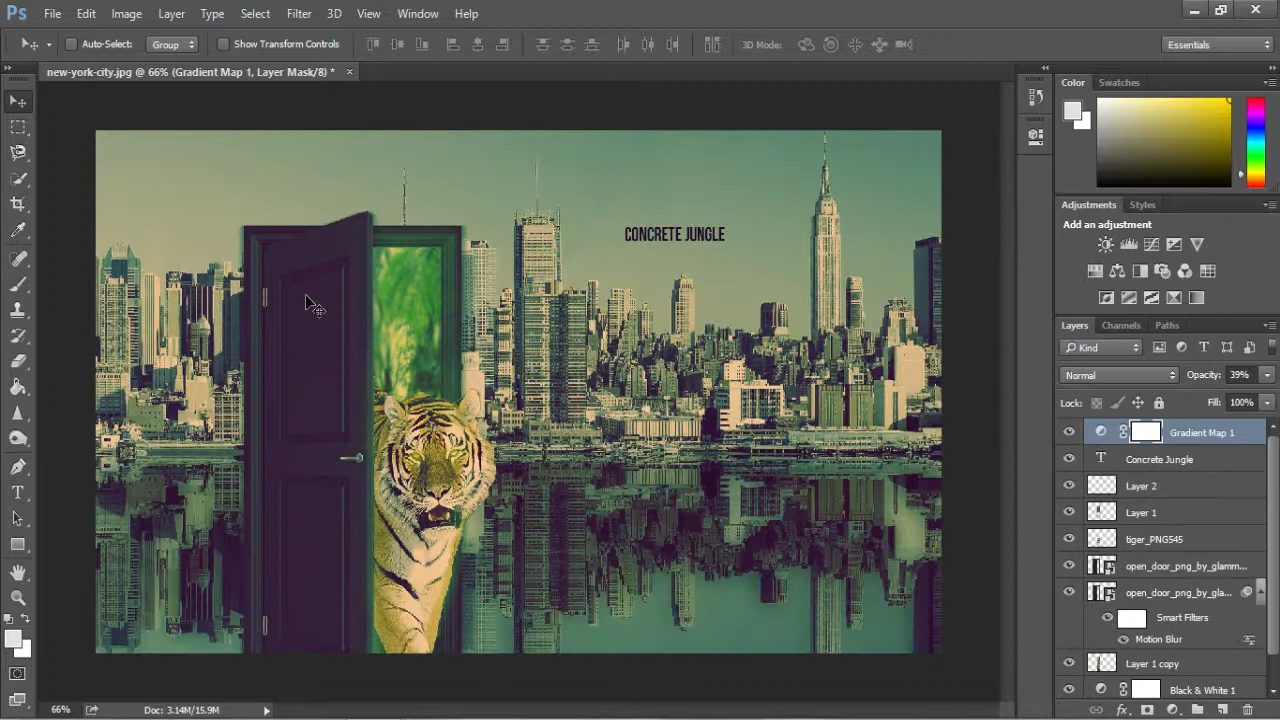 Ps File Edit Image Layer Type Select Filter 3D View Window Help
Auto-Select: Group Show Transform Controls 3D Mode: Essentials
new-york-city.jpg @ 66% (Gradient Map 1, Layer Mask/8) * ×
Color Swatches
Adjustments Styles
Add an adjustment
CONCRETE JUNGLE
Layers Channels Paths
Kind
Normal Opacity: 39%
Lock: Fill: 100%
Gradient Map 1
T Concrete Jungle
Layer 2
Layer 1
tiger_PNG545
open_door_png_by_glamm...
open_door_png_by_gla...
Smart Filters
Motion Blur
Layer 1 copy
Black & White 1
66% Doc: 3.14M/15.9M